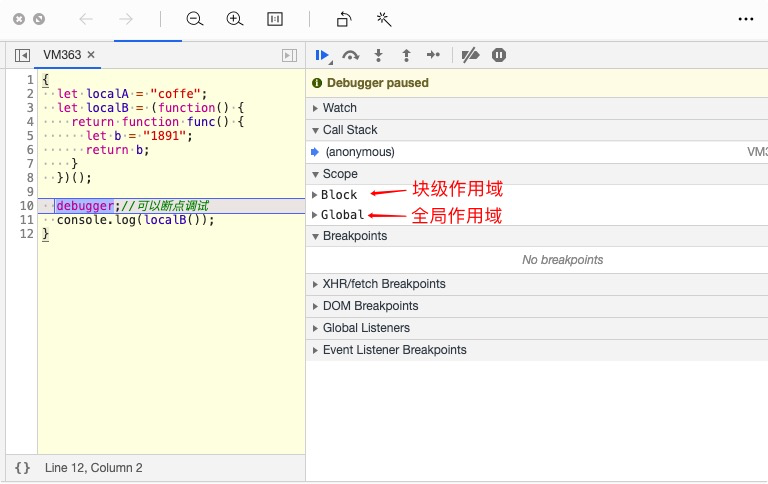 VM363 ×
1 {
2 let localA = "coffe";
3 let localB = (function() {
4 return function func() {
5 let b = "1891";
6 return b;
7 }
8 })();
9
10 debugger;//可以断点调试
11 console.log(localB());
12 }
{} Line 12, Column 2
Debugger paused
Watch
Call Stack
(anonymous) VM3
Scope
Block 块级作用域
Global 全局作用域
Breakpoints
No breakpoints
XHR/fetch Breakpoints
DOM Breakpoints
Global Listeners
Event Listener Breakpoints